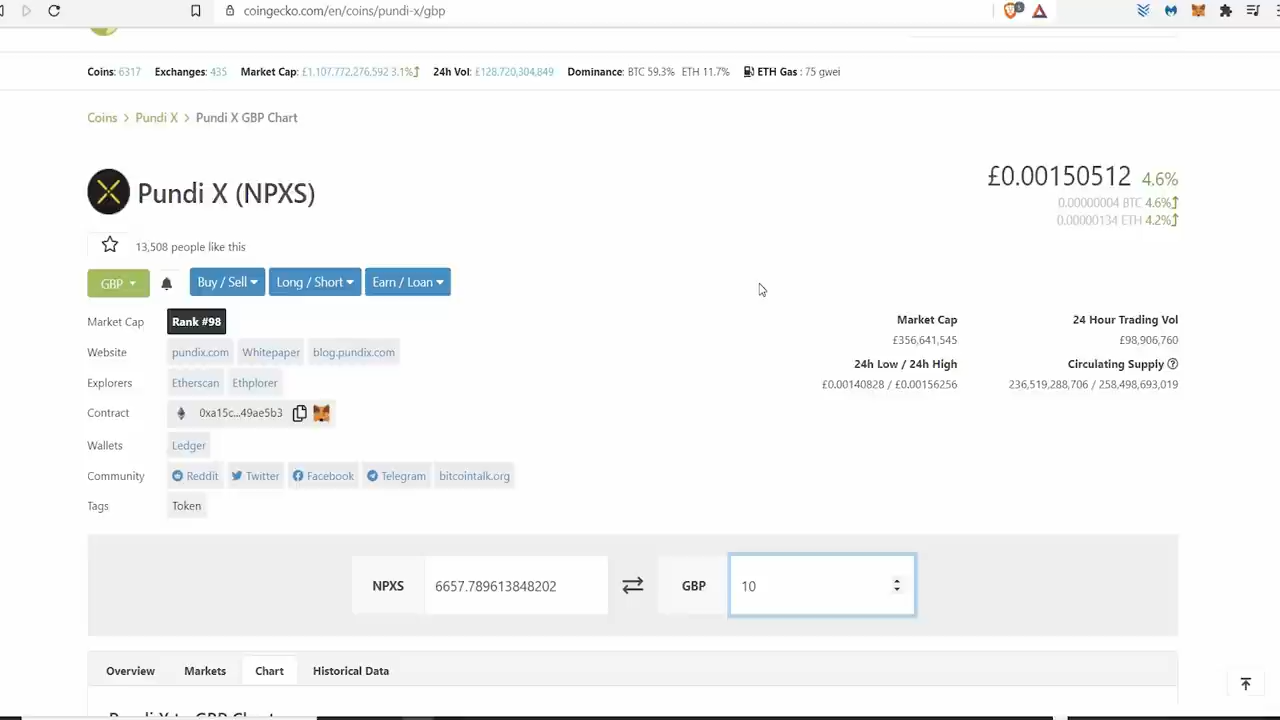 coingecko.com/en/coins/pundi-x/gbp
Coins: 6317 Exchanges: 435 Market Cap: £1,107,772,276,592 3.1% 24h Vol: £128,720,304,849 Dominance: BTC 59.3% ETH 11.7% ETH Gas : 75 gwei
Coins > Pundi X > Pundi X GBP Chart
Pundi X (NPXS)
£0.00150512 4.6%
0.00000004 BTC 4.6%
0.00000134 ETH 4.2%
13,508 people like this
GBP Buy / Sell Long / Short Earn / Loan
Market Cap Rank #98
Website pundix.com Whitepaper blog.pundix.com
Explorers Etherscan Ethplorer
Contract 0xa15c...49ae5b3
Wallets Ledger
Community Reddit Twitter Facebook Telegram bitcointalk.org
Tags Token
Market Cap 24 Hour Trading Vol
£356,641,545 £98,906,760
24h Low / 24h High Circulating Supply
£0.00140828 / £0.00156256 236,519,288,706 / 258,498,693,019
NPXS 6657.789613848202 GBP 10
Overview Markets Chart Historical Data
Pundi X to GBP Chart